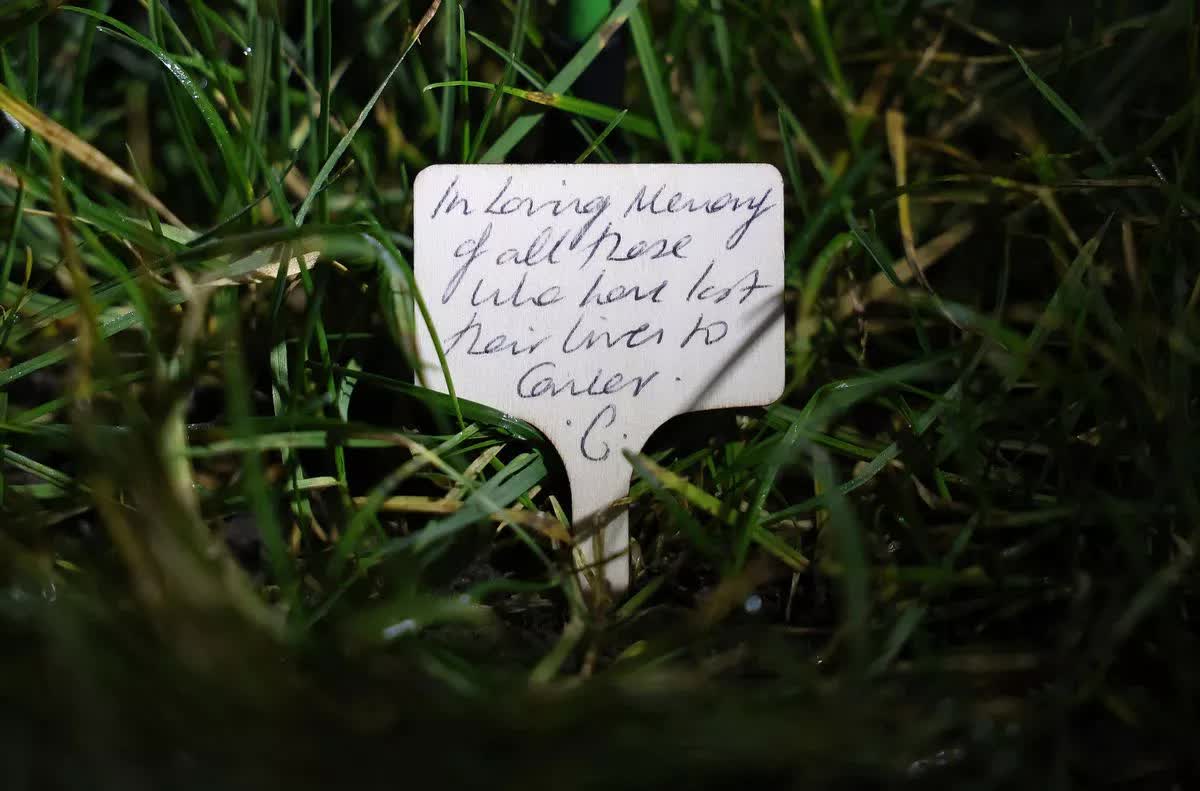 In Loving Memory
of all those
who have lost
their lives to
Cancer.
.C.